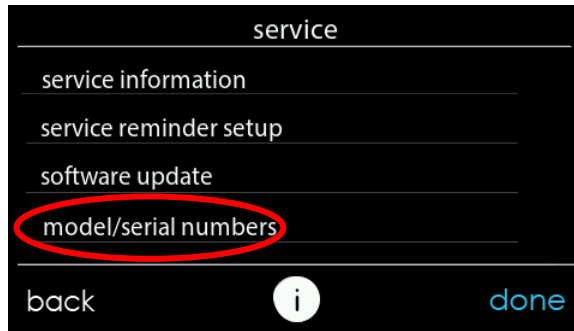 service
service information
service reminder setup
software update
model/serial numbers
back i done